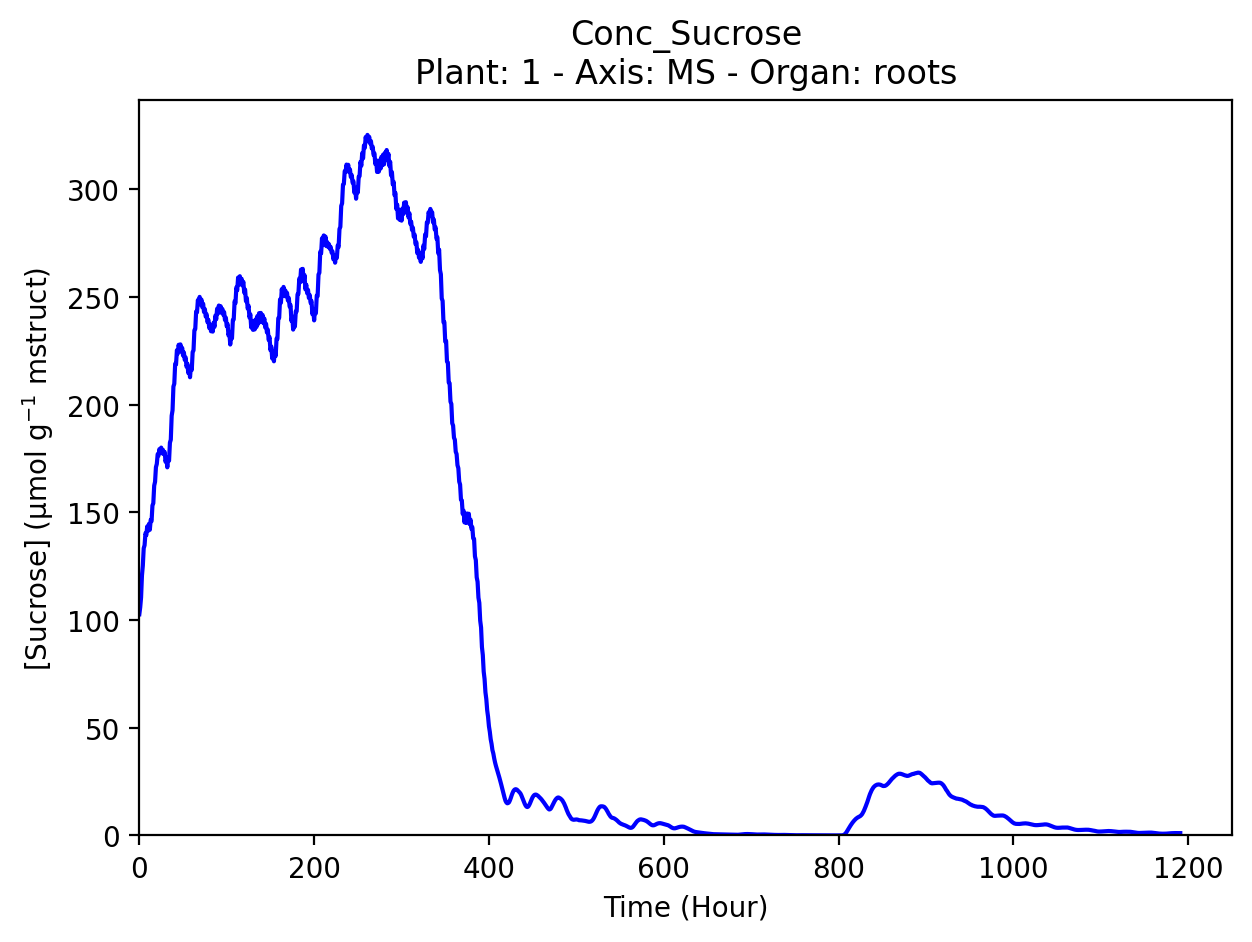 Conc_Sucrose
Plant: 1 - Axis: MS - Organ: roots
[Sucrose] (µmol g⁻¹ mstruct)
300
250
200
150
100
50
0
0 200 400 600 800 1000 1200
Time (Hour)